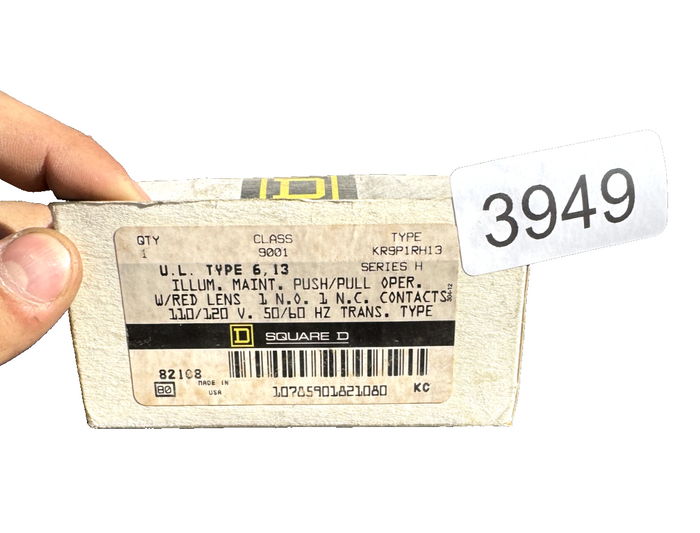 D
3949
QTY CLASS TYPE
1 9001 KR9P1RH13
U.L. TYPE 6,13 SERIES H
ILLUM. MAINT. PUSH/PULL OPER.
W/RED LENS 1 N.O. 1 N.C. CONTACTS
110/120 V. 50/60 HZ TRANS. TYPE
D SQUARE D
82108
80 MADE IN USA
10785901821080 KC